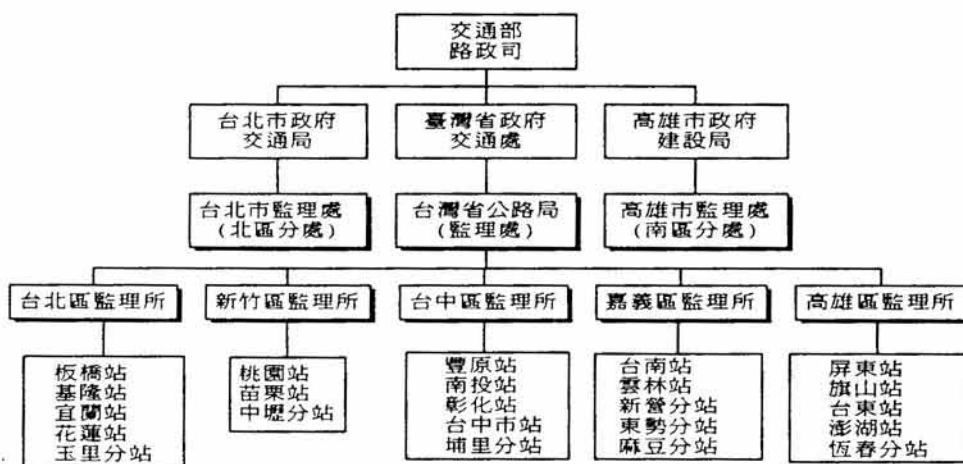 交通部
路政司
台北市政府
交通局
臺灣省政府
交通處
高雄市政府
建設局
台北市監理處
(北區分處)
台灣省公路局
(監理處)
高雄市監理處
(南區分處)
台北區監理所
新竹區監理所
台中區監理所
嘉義區監理所
高雄區監理所
板橋站
基隆站
宜蘭站
花蓮站
玉里分站
桃園站
苗栗站
中壢分站
豐原站
南投站
彰化站
台中市站
埔里分站
台南站
雲林站
新營分站
東勢分站
麻豆分站
屏東站
旗山站
台東站
澎湖站
恆春分站